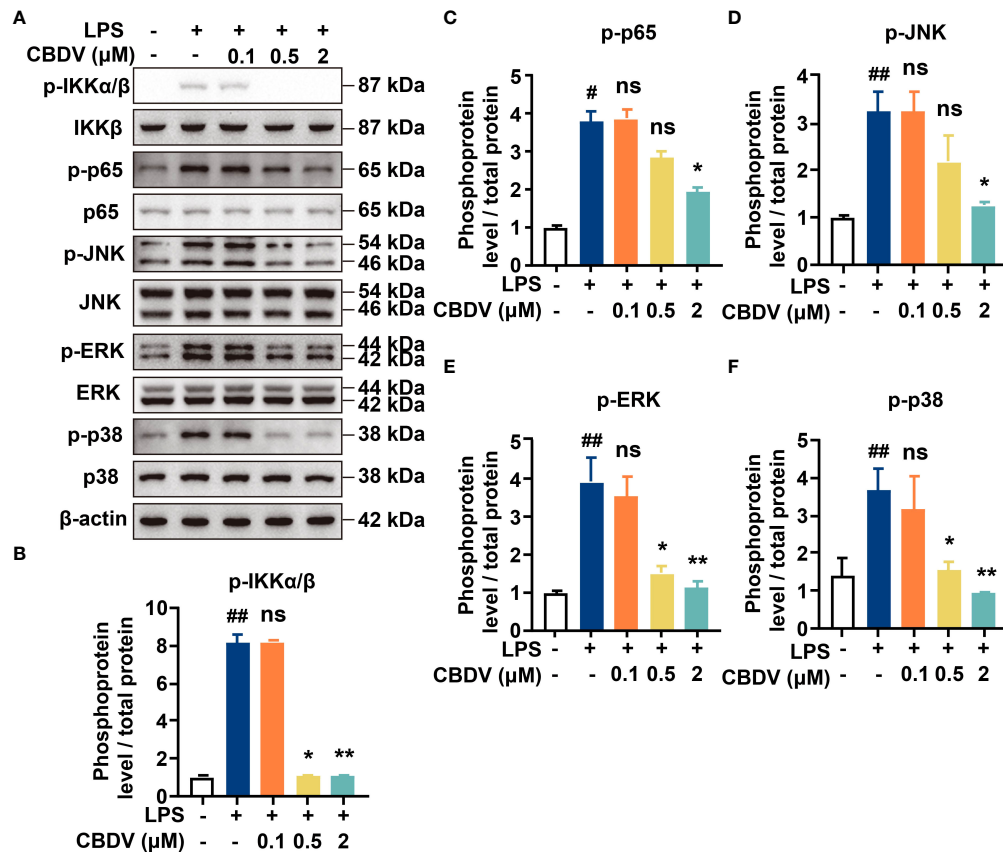 A
LPS - + + + +
CBDV (μM) - - 0.1 0.5 2
p-IKKα/β 87 kDa
IKKβ 87 kDa
p-p65 65 kDa
p65 65 kDa
p-JNK 54 kDa
46 kDa
JNK 54 kDa
46 kDa
p-ERK 44 kDa
42 kDa
ERK 44 kDa
42 kDa
p-p38 38 kDa
p38 38 kDa
β-actin 42 kDa
B
p-IKKα/β
Phosphoprotein
level / total protein
10
8
6
4
2
0
## ns * **
LPS - + + + +
CBDV (μM) - - 0.1 0.5 2
C
p-p65
Phosphoprotein
level / total protein
5
4
3
2
1
0
# ns ns *
LPS - + + + +
CBDV (μM) - - 0.1 0.5 2
D
p-JNK
Phosphoprotein
level / total protein
4
3
2
1
0
## ns ns *
LPS - + + + +
CBDV (μM) - - 0.1 0.5 2
E
p-ERK
Phosphoprotein
level / total protein
5
4
3
2
1
0
## ns * **
LPS - + + + +
CBDV (μM) - - 0.1 0.5 2
F
p-p38
Phosphoprotein
level / total protein
5
4
3
2
1
0
## ns * **
LPS - + + + +
CBDV (μM) - - 0.1 0.5 2